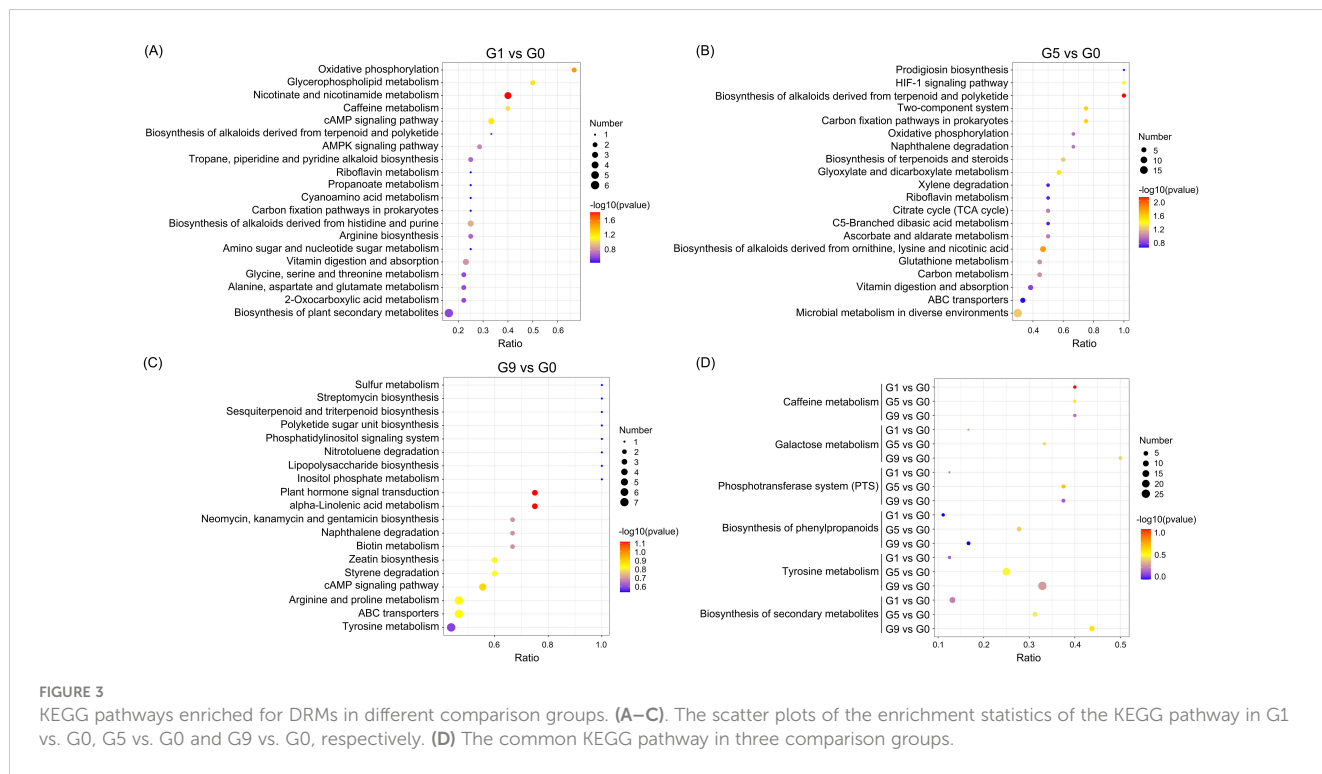 (A)
G1 vs G0
Oxidative phosphorylation
Glycerophospholipid metabolism
Nicotinate and nicotinamide metabolism
Caffeine metabolism
cAMP signaling pathway
Biosynthesis of alkaloids derived from terpenoid and polyketide
AMPK signaling pathway
Tropane, piperidine and pyridine alkaloid biosynthesis
Riboflavin metabolism
Propanoate metabolism
Cyanoamino acid metabolism
Carbon fixation pathways in prokaryotes
Biosynthesis of alkaloids derived from histidine and purine
Arginine biosynthesis
Amino sugar and nucleotide sugar metabolism
Vitamin digestion and absorption
Glycine, serine and threonine metabolism
Alanine, aspartate and glutamate metabolism
2-Oxocarboxylic acid metabolism
Biosynthesis of plant secondary metabolites
0.2 0.3 0.4 0.5 0.6
Ratio
Number
1
2
3
4
5
6
-log10(pvalue)
1.6
0.8
(B)
G5 vs G0
Prodigiosin biosynthesis
HIF-1 signaling pathway
Biosynthesis of alkaloids derived from terpenoid and polyketide
Two-component system
Carbon fixation pathways in prokaryotes
Oxidative phosphorylation
Naphthalene degradation
Biosynthesis of terpenoids and steroids
Glyoxylate and dicarboxylate metabolism
Xylene degradation
Riboflavin metabolism
Citrate cycle (TCA cycle)
C5-Branched dibasic acid metabolism
Ascorbate and aldarate metabolism
Biosynthesis of alkaloids derived from ornithine, lysine and nicotinic acid
Glutathione metabolism
Carbon metabolism
Vitamin digestion and absorption
ABC transporters
Microbial metabolism in diverse environments
0.4 0.6 0.8 1.0
Ratio
Number
5
10
15
-log10(pvalue)
2.0
1.6
1.2
0.8
(C)
G9 vs G0
Sulfur metabolism
Streptomycin biosynthesis
Sesquiterpenoid and triterpenoid biosynthesis
Polyketide sugar unit biosynthesis
Phosphatidylinositol signaling system
Nitrotoluene degradation
Lipopolysaccharide biosynthesis
Inositol phosphate metabolism
Plant hormone signal transduction
alpha-Linolenic acid metabolism
Neomycin, kanamycin and gentamicin biosynthesis
Naphthalene degradation
Biotin metabolism
Zeatin biosynthesis
Styrene degradation
cAMP signaling pathway
Arginine and proline metabolism
ABC transporters
Tyrosine metabolism
0.6 0.8 1.0
Ratio
Number
1
2
3
4
5
6
7
-log10(pvalue)
1.1
1.0
0.9
0.8
0.7
0.6
(D)
Caffeine metabolism
G1 vs G0
G5 vs G0
G9 vs G0
Galactose metabolism
G1 vs G0
G5 vs G0
G9 vs G0
Phosphotransferase system (PTS)
G1 vs G0
G5 vs G0
G9 vs G0
Biosynthesis of phenylpropanoids
G1 vs G0
G5 vs G0
G9 vs G0
Tyrosine metabolism
G1 vs G0
G5 vs G0
G9 vs G0
Biosynthesis of secondary metabolites
G1 vs G0
G5 vs G0
G9 vs G0
0.1 0.2 0.3 0.4 0.5
Ratio
Number
5
10
15
20
25
-log10(pvalue)
1.0
0.5
0.0
FIGURE 3
KEGG pathways enriched for DRMs in different comparison groups. (A–C). The scatter plots of the enrichment statistics of the KEGG pathway in G1
vs. G0, G5 vs. G0 and G9 vs. G0, respectively. (D) The common KEGG pathway in three comparison groups.